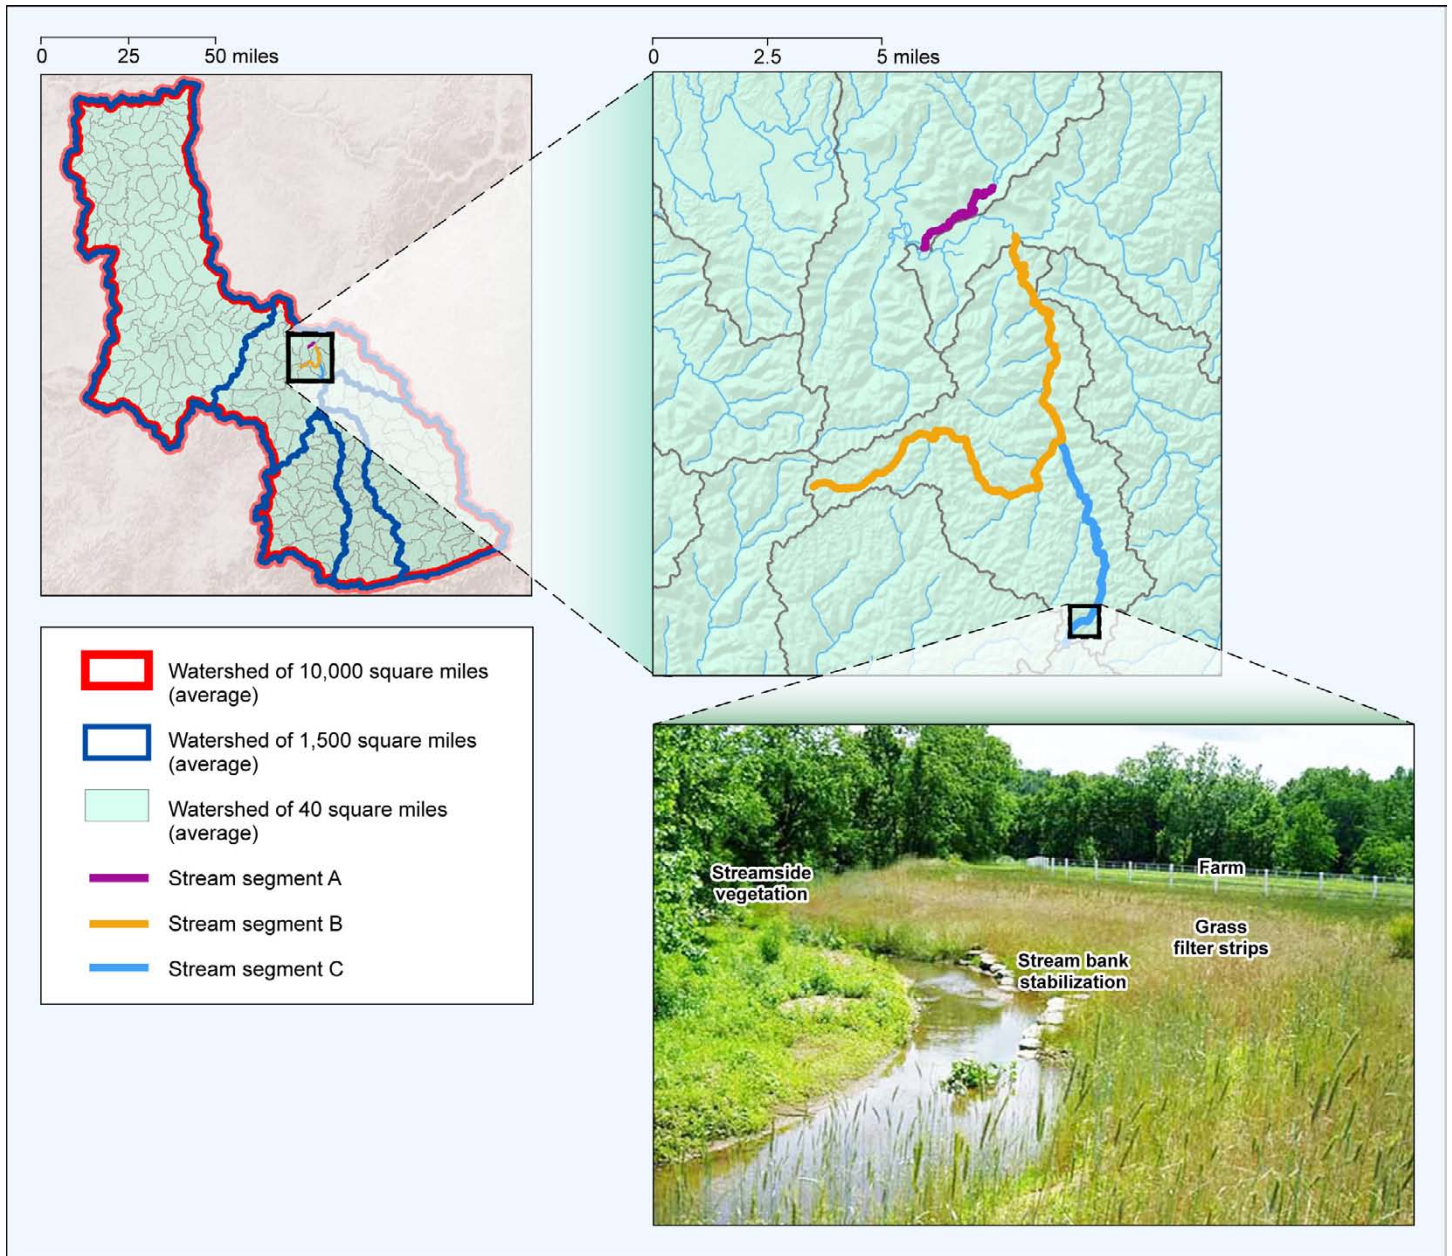 0 25 50 miles
0 2.5 5 miles
Watershed of 10,000 square miles
(average)
Watershed of 1,500 square miles
(average)
Watershed of 40 square miles
(average)
Stream segment A
Stream segment B
Stream segment C
Streamside
vegetation
Farm
Grass
filter strips
Stream bank
stabilization